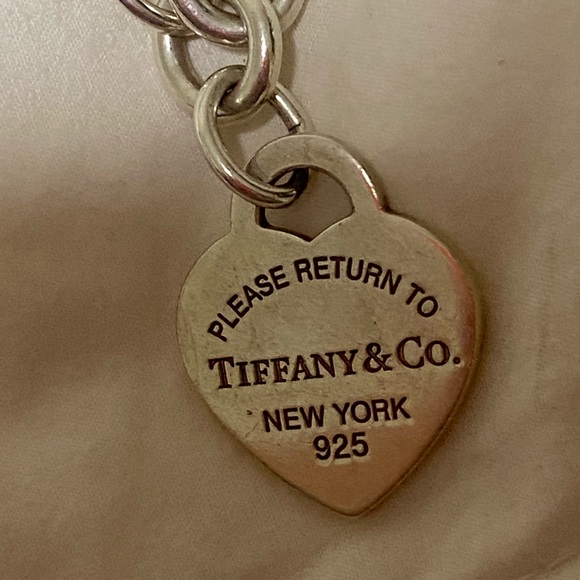 PLEASE RETURN TO
TIFFANY & CO.
NEW YORK
925